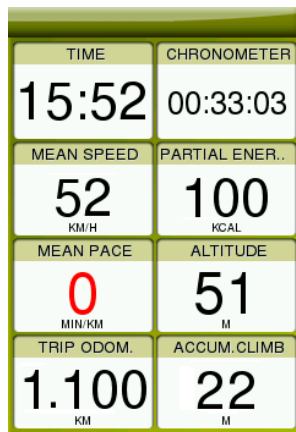 TIME CHRONOMETER
15:52 00:33:03
MEAN SPEED PARTIAL ENER..
52 100
KM/H KCAL
MEAN PACE ALTITUDE
0 51
MIN/KM M
TRIP ODOM. ACCUM.CLIMB
1.100 22
KM M